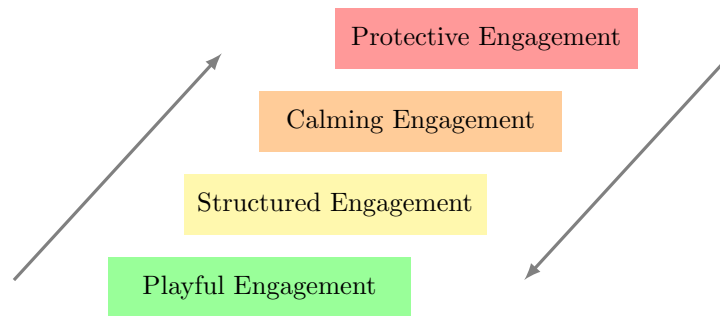 Protective Engagement
Calming Engagement
Structured Engagement
Playful Engagement